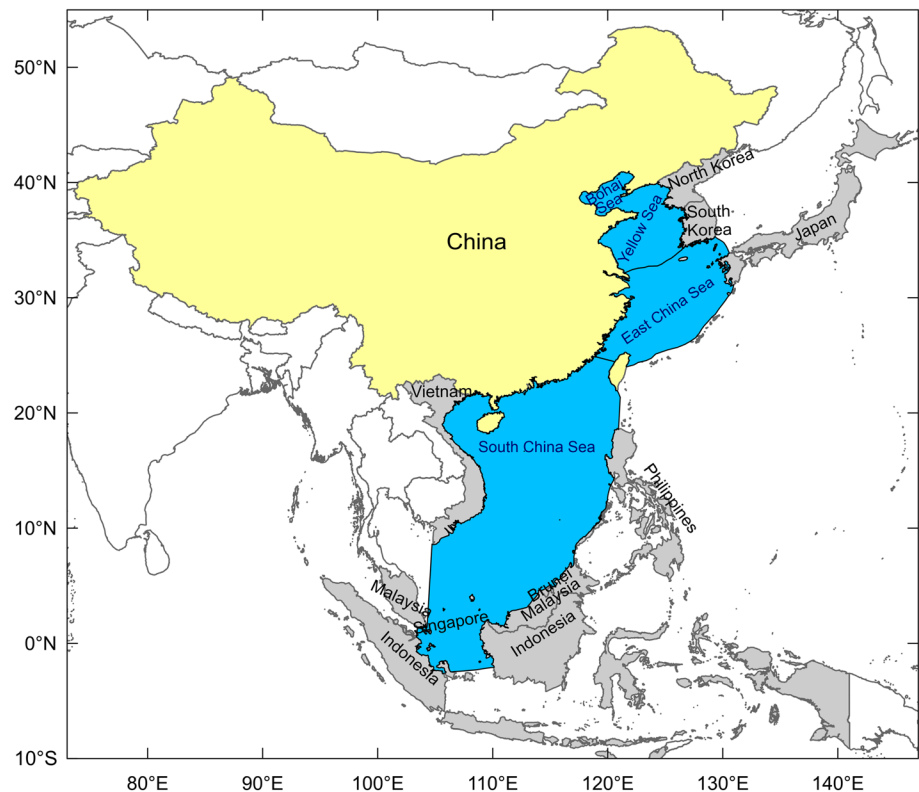 50°N
40°N
30°N
20°N
10°N
0°N
10°S
Bohai
Sea
North Korea
Yellow Sea
South
Korea
Japan
China
East China Sea
Vietnam
South China Sea
Philippines
Malaysia
Brunei
Malaysia
Singapore
Indonesia
Indonesia
80°E
90°E
100°E
110°E
120°E
130°E
140°E